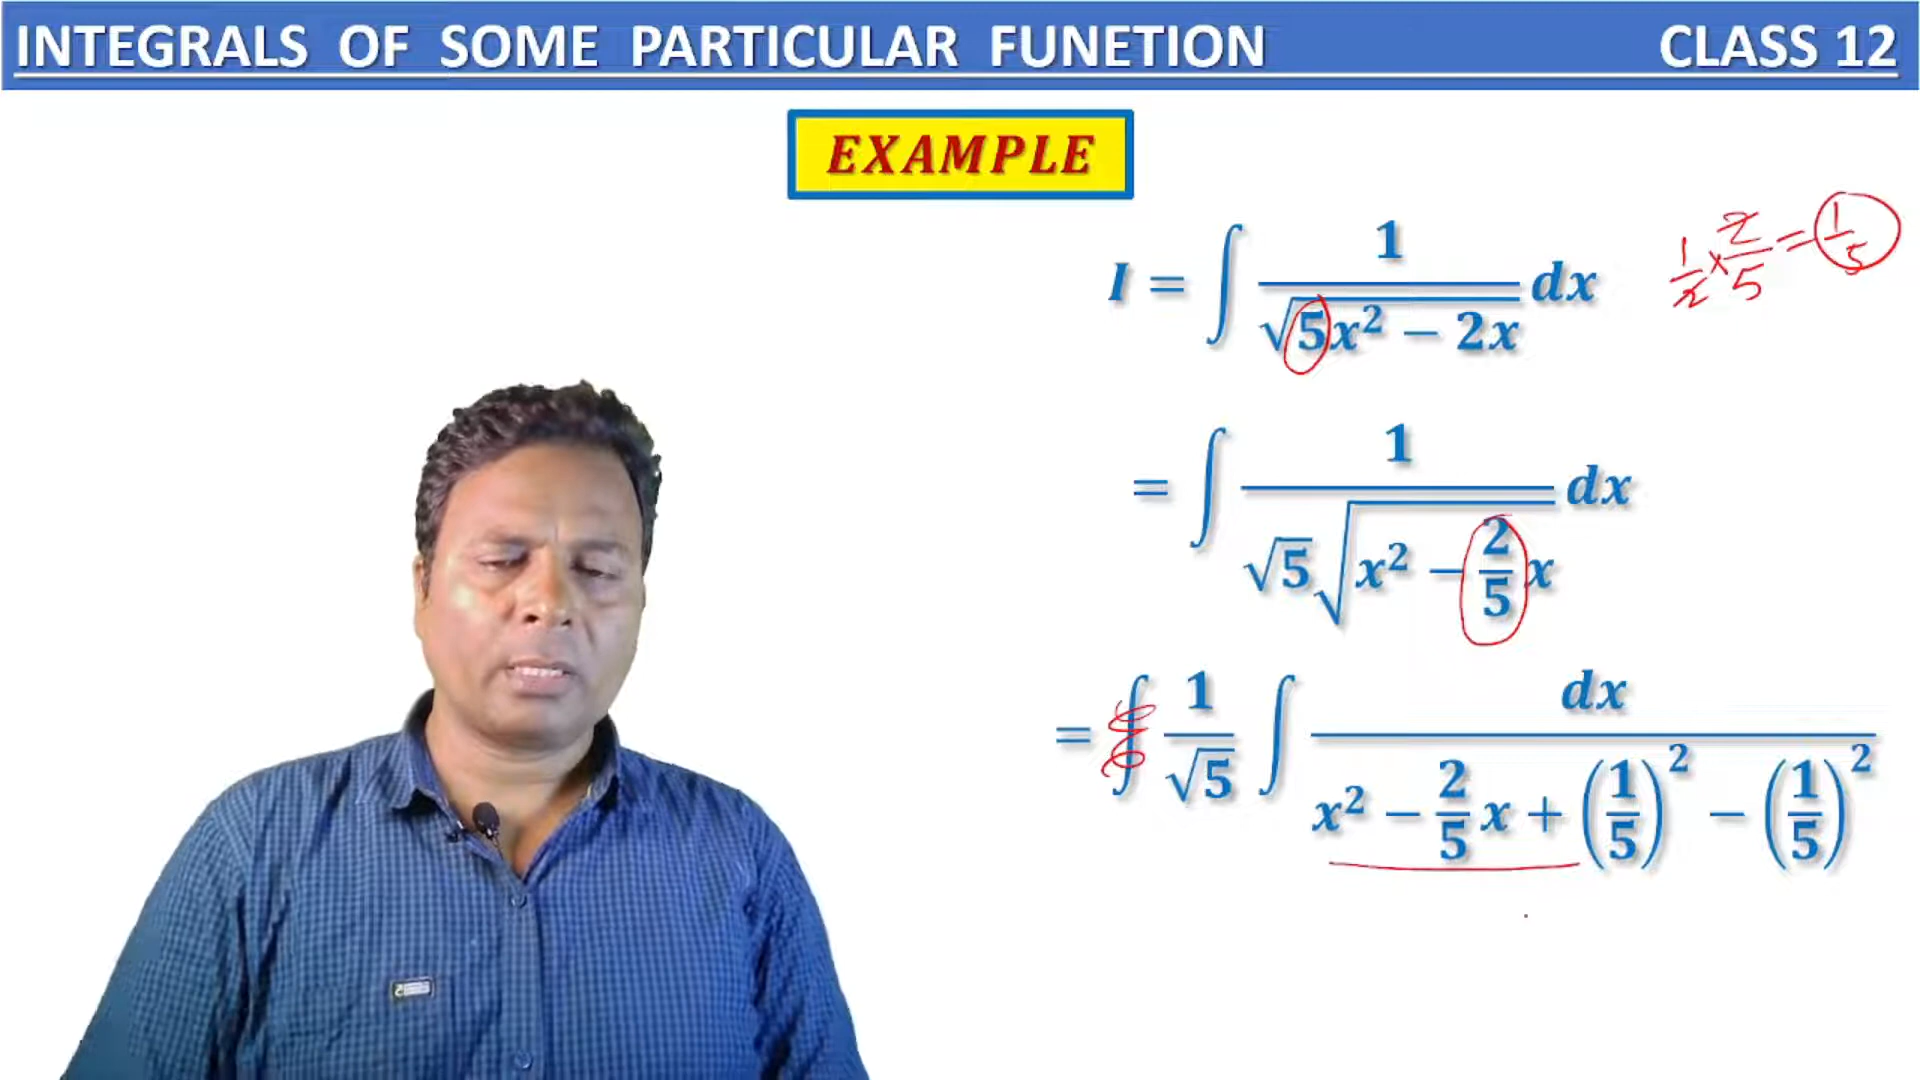 INTEGRALS OF SOME PARTICULAR FUNETION CLASS 12
EXAMPLE
I = ∫ 1/√(5x² − 2x) dx
1/2 × 2/5 = 1/5
= ∫ 1/(√5 √(x² − 2/5 x)) dx
= ∫ 1/√5 ∫ dx/(x² − 2/5 x + (1/5)² − (1/5)²)